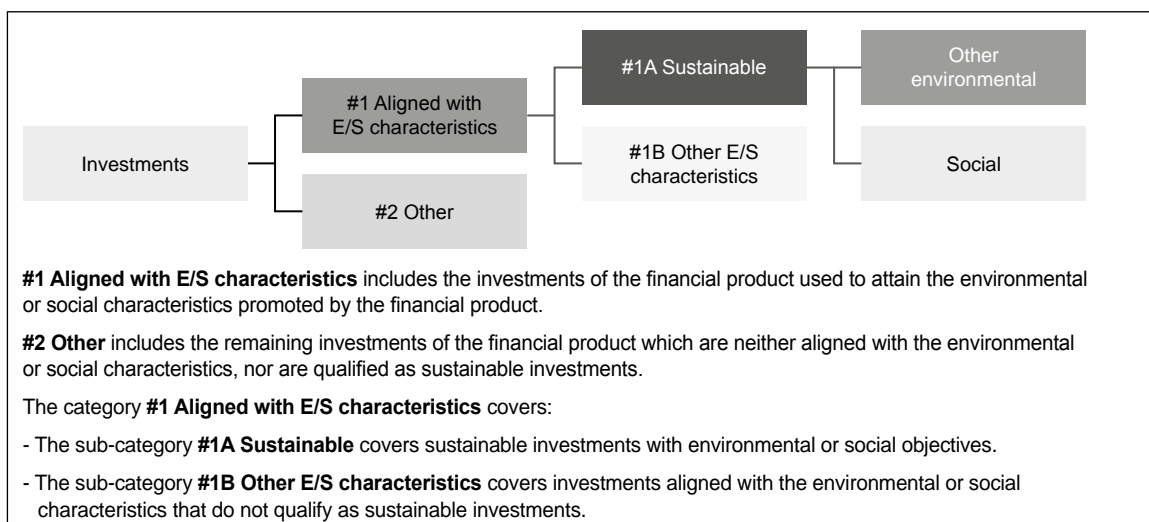 #1A Sustainable
Other
environmental
#1 Aligned with
E/S characteristics
Investments
#1B Other E/S
characteristics
Social
#2 Other
#1 Aligned with E/S characteristics includes the investments of the financial product used to attain the environmental
or social characteristics promoted by the financial product.
#2 Other includes the remaining investments of the financial product which are neither aligned with the environmental
or social characteristics, nor are qualified as sustainable investments.
The category #1 Aligned with E/S characteristics covers:
- The sub-category #1A Sustainable covers sustainable investments with environmental or social objectives.
- The sub-category #1B Other E/S characteristics covers investments aligned with the environmental or social
characteristics that do not qualify as sustainable investments.